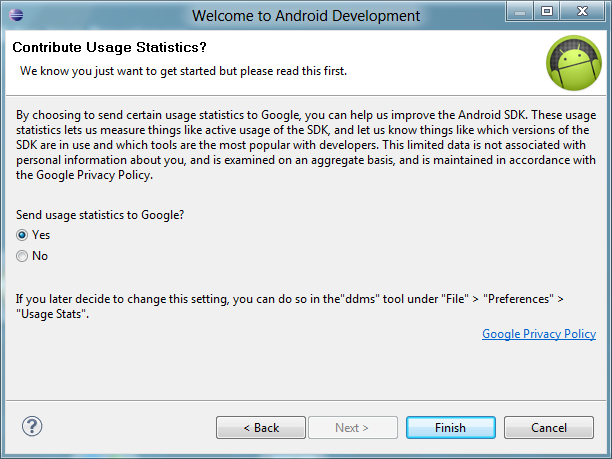 Welcome to Android Development
Contribute Usage Statistics?
We know you just want to get started but please read this first.
By choosing to send certain usage statistics to Google, you can help us improve the Android SDK. These usage
statistics lets us measure things like active usage of the SDK, and let us know things like which versions of the
SDK are in use and which tools are the most popular with developers. This limited data is not associated with
personal information about you, and is examined on an aggregate basis, and is maintained in accordance with
the Google Privacy Policy.
Send usage statistics to Google?
Yes
No
If you later decide to change this setting, you can do so in the"ddms" tool under "File" > "Preferences" >
"Usage Stats".
Google Privacy Policy
? < Back Next > Finish Cancel